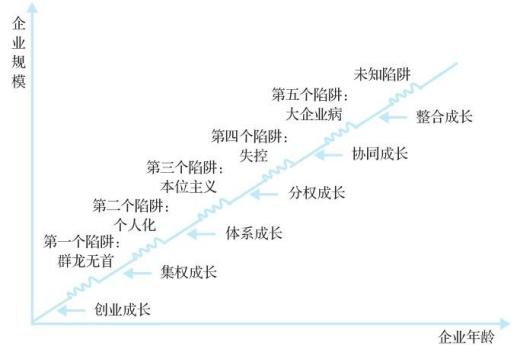 企业规模
未知陷阱
第五个陷阱：
大企业病
整合成长
第四个陷阱：
失控
协同成长
第三个陷阱：
本位主义
分权成长
第二个陷阱：
个人化
体系成长
第一个陷阱：
群龙无首
集权成长
创业成长
企业年龄